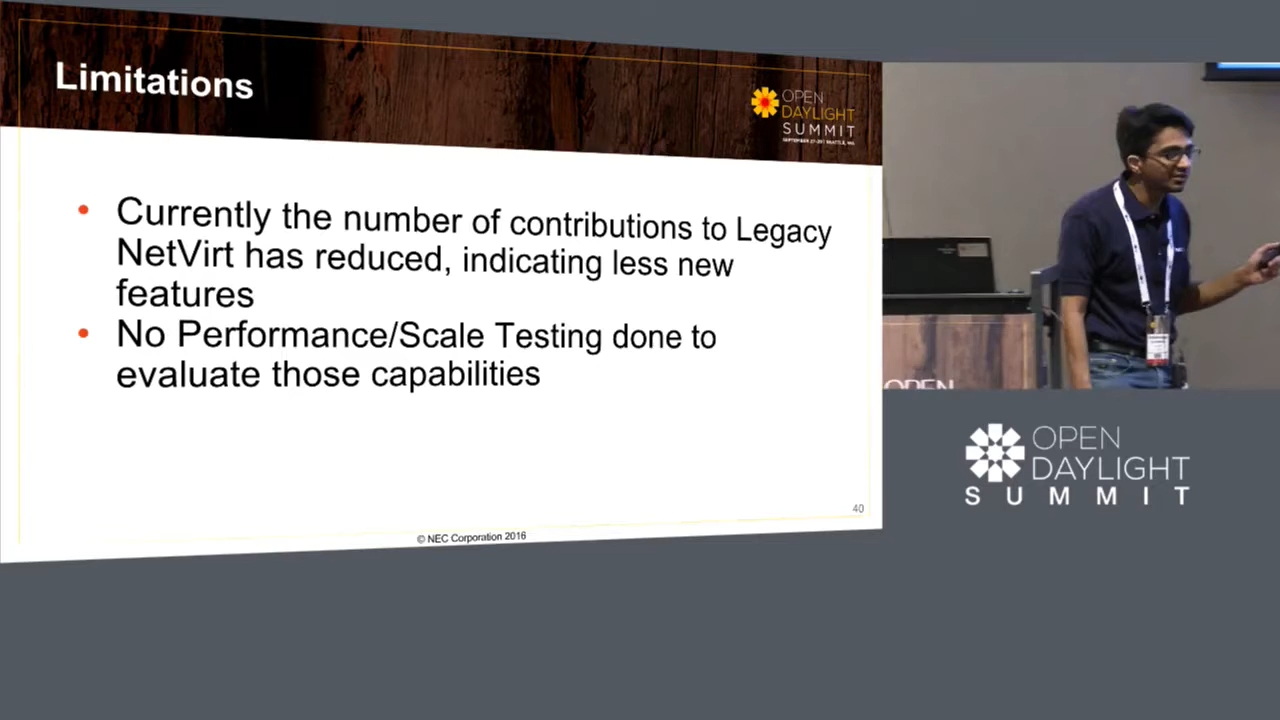 Limitations
OPEN
DAYLIGHT
SUMMIT
• Currently the number of contributions to Legacy
NetVirt has reduced, indicating less new
features
• No Performance/Scale Testing done to
evaluate those capabilities
40
© NEC Corporation 2016
OPEN
OPEN
DAYLIGHT
SUMMIT